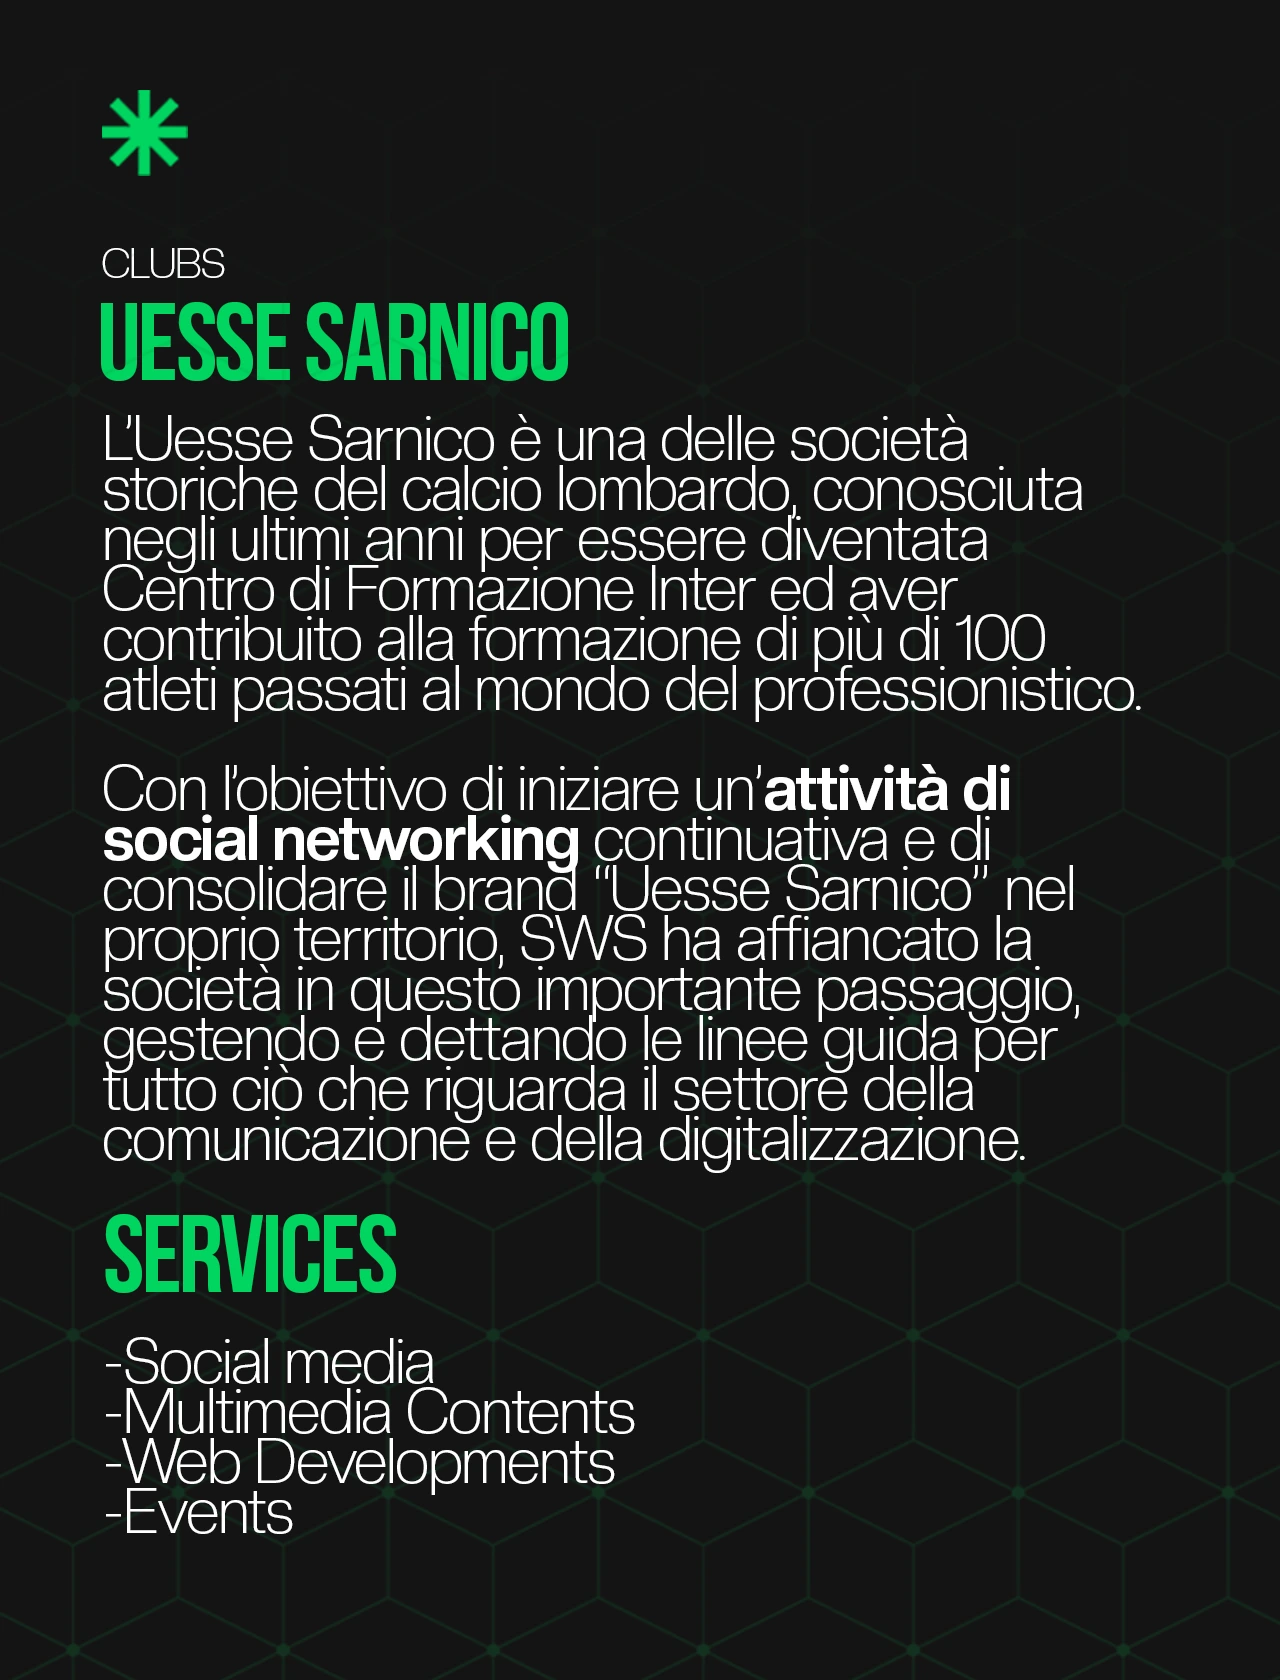 CLUBS
UESSE SARNICO
L’Uesse Sarnico è una delle società
storiche del calcio lombardo, conosciuta
negli ultimi anni per essere diventata
Centro di Formazione Inter ed aver
contribuito alla formazione di più di 100
atleti passati al mondo del professionistico.
Con l’obiettivo di iniziare un’attività di
social networking continuativa e di
consolidare il brand “Uesse Sarnico” nel
proprio territorio, SWS ha affiancato la
società in questo importante passaggio,
gestendo e dettando le linee guida per
tutto ciò che riguarda il settore della
comunicazione e della digitalizzazione.
SERVICES
-Social media
-Multimedia Contents
-Web Developments
-Events